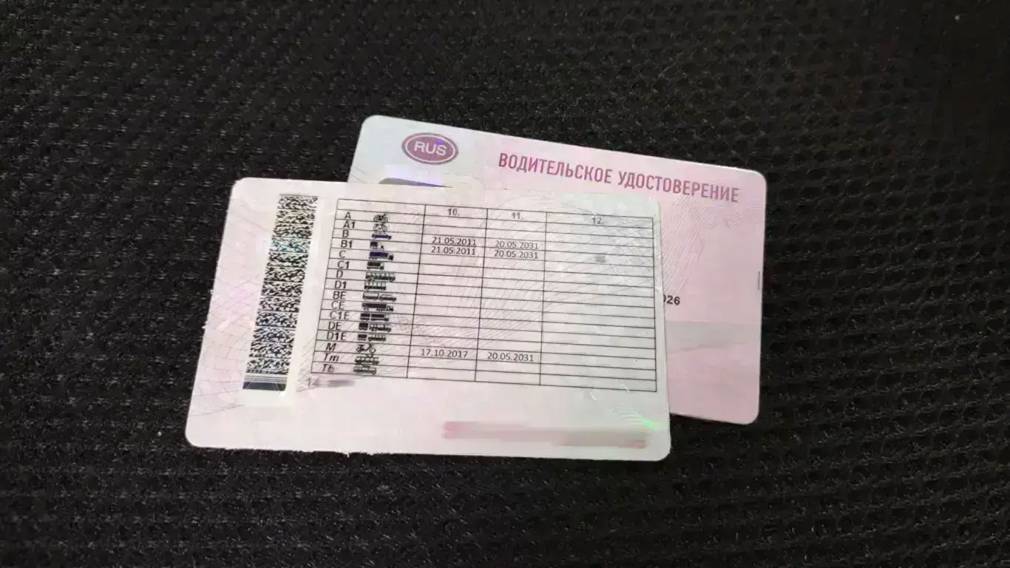 RUS
ВОДИТЕЛЬСКОЕ УДОСТОВЕРЕНИЕ
10. 11. 12.
A
A1
B 21.05.2011 20.05.2031
B1 21.05.2011 20.05.2031
C
C1
D
D1
BE
CE
C1E
DE
D1E
M 17.10.2017 20.05.2031
Tm
Tb
14
026